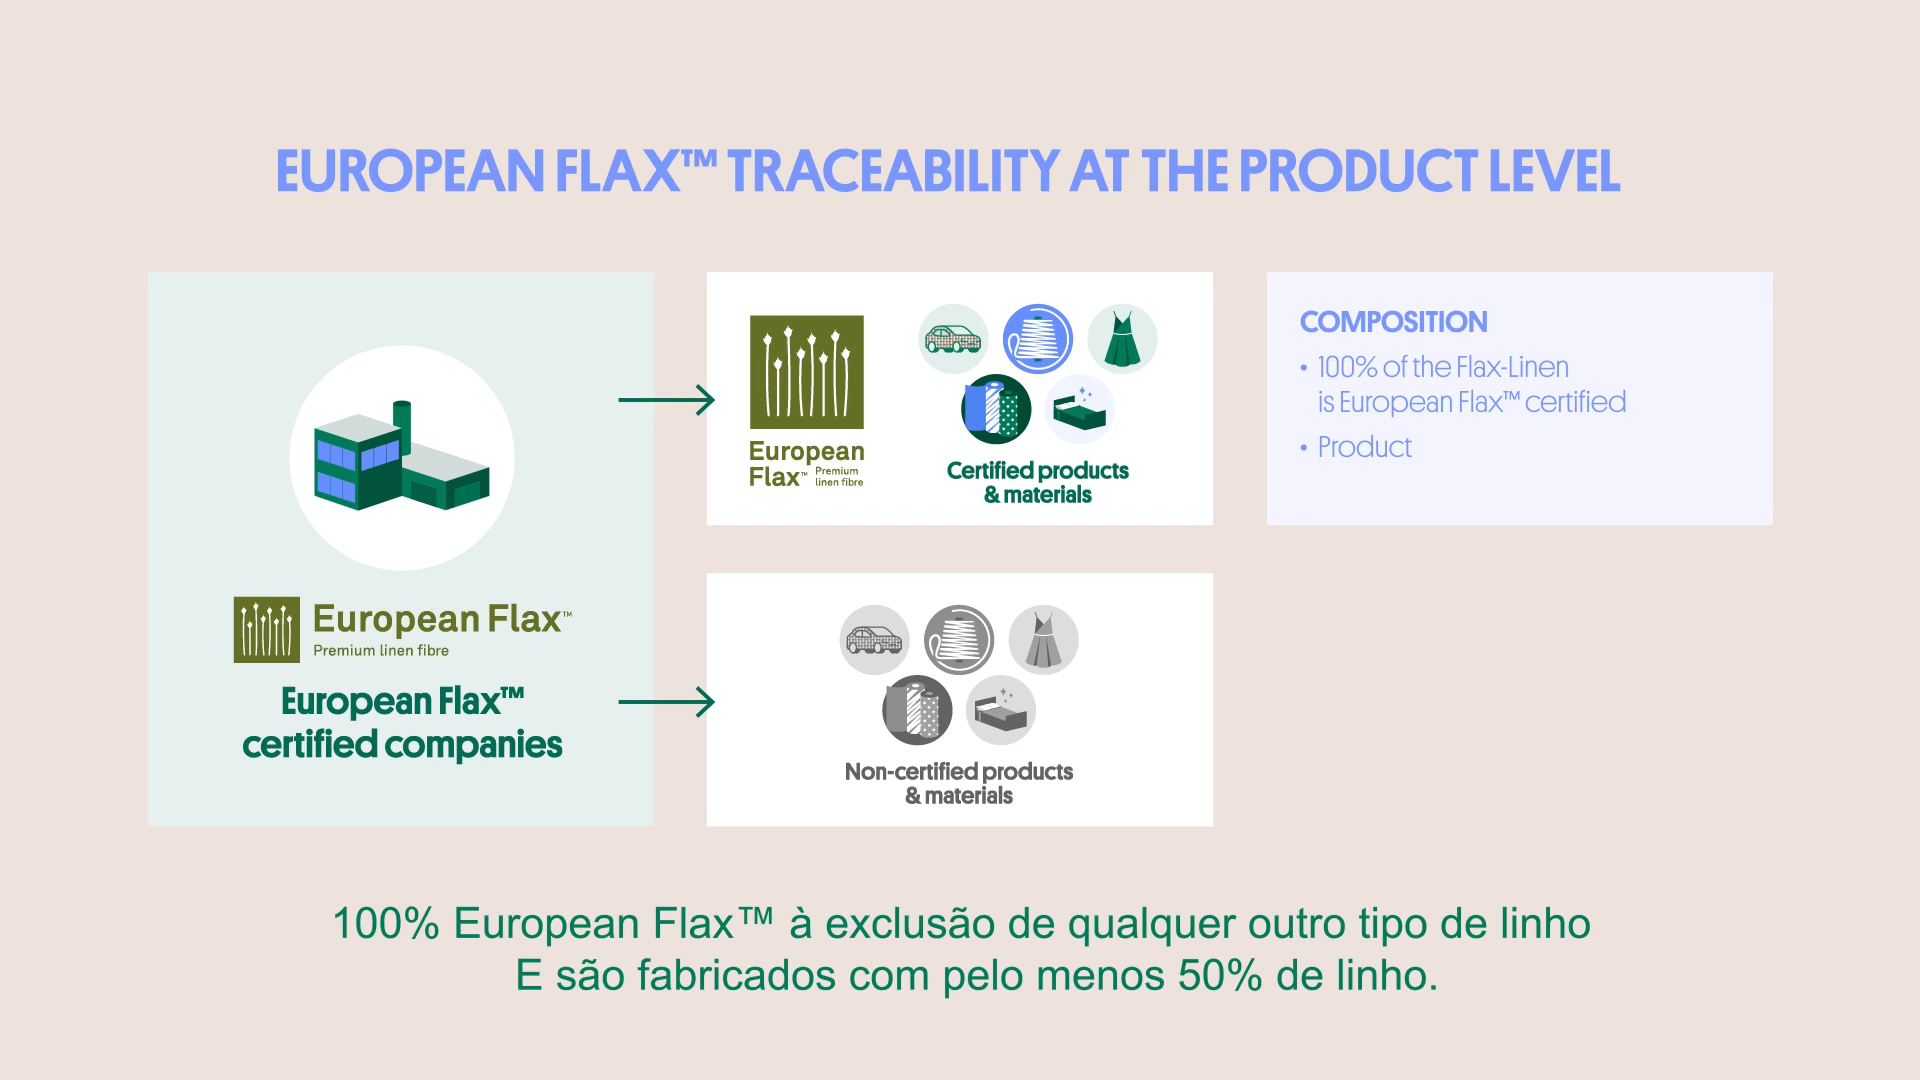 EUROPEAN FLAX™ TRACEABILITY AT THE PRODUCT LEVEL
European Flax™
Premium linen fibre
European Flax™
certified companies
European
Flax™ Premium
linen fibre
Certified products
& materials
Non-certified products
& materials
COMPOSITION
• 100% of the Flax-Linen
is European Flax™ certified
• Product
100% European Flax™ à exclusão de qualquer outro tipo de linho
E são fabricados com pelo menos 50% de linho.